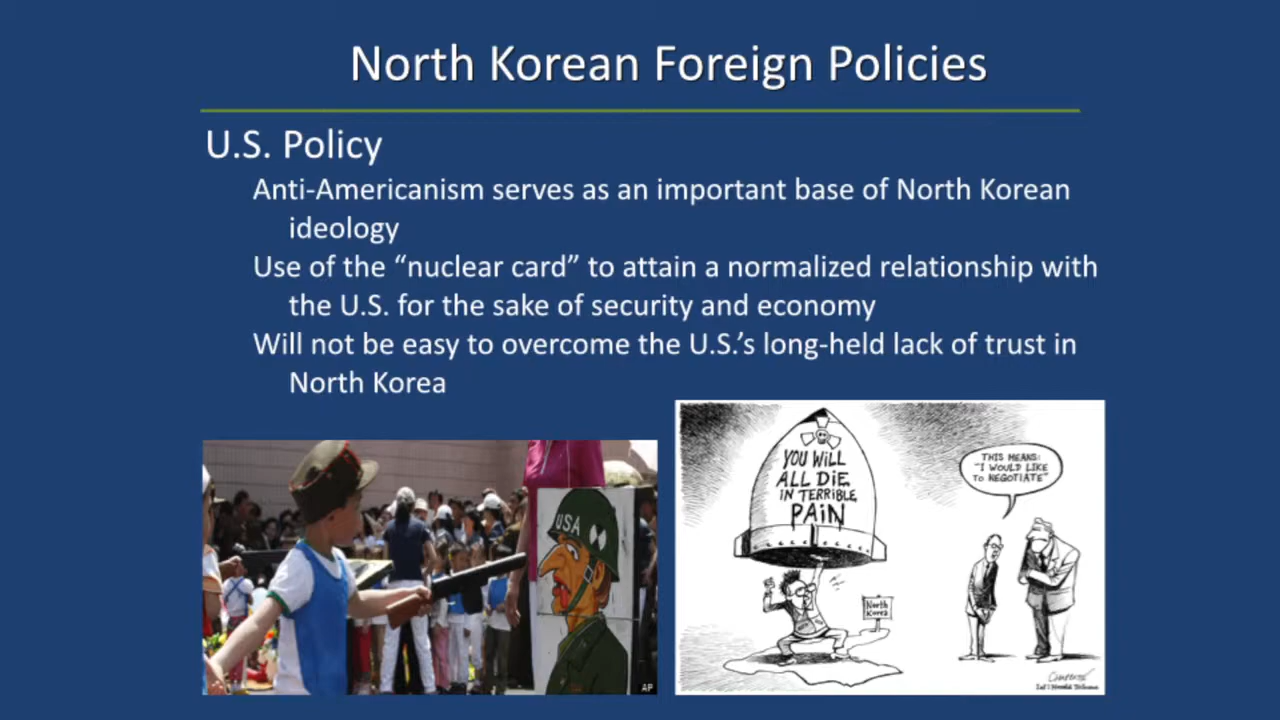 North Korean Foreign Policies
U.S. Policy
Anti-Americanism serves as an important base of North Korean
ideology
Use of the “nuclear card” to attain a normalized relationship with
the U.S. for the sake of security and economy
Will not be easy to overcome the U.S.’s long-held lack of trust in
North Korea
USA
AP
YOU WILL
ALL DIE
IN TERRIBLE
PAIN
THIS MEANS:
"I WOULD LIKE
TO NEGOTIATE"
North
Korea
Int'l Herald Tribune